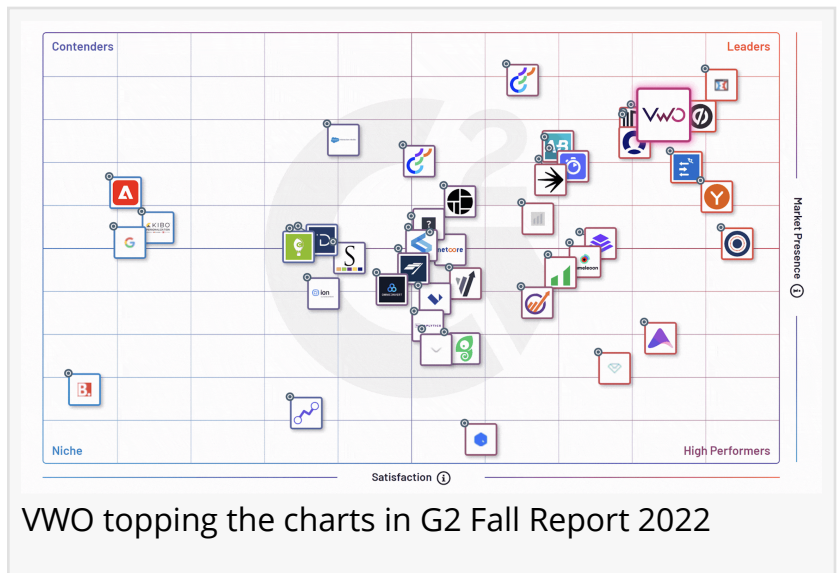 Contenders
Leaders
VWO
AB
KIBO
G
S
netcore
ion
Market Presence
B.
Niche
High Performers
Satisfaction
VWO topping the charts in G2 Fall Report 2022